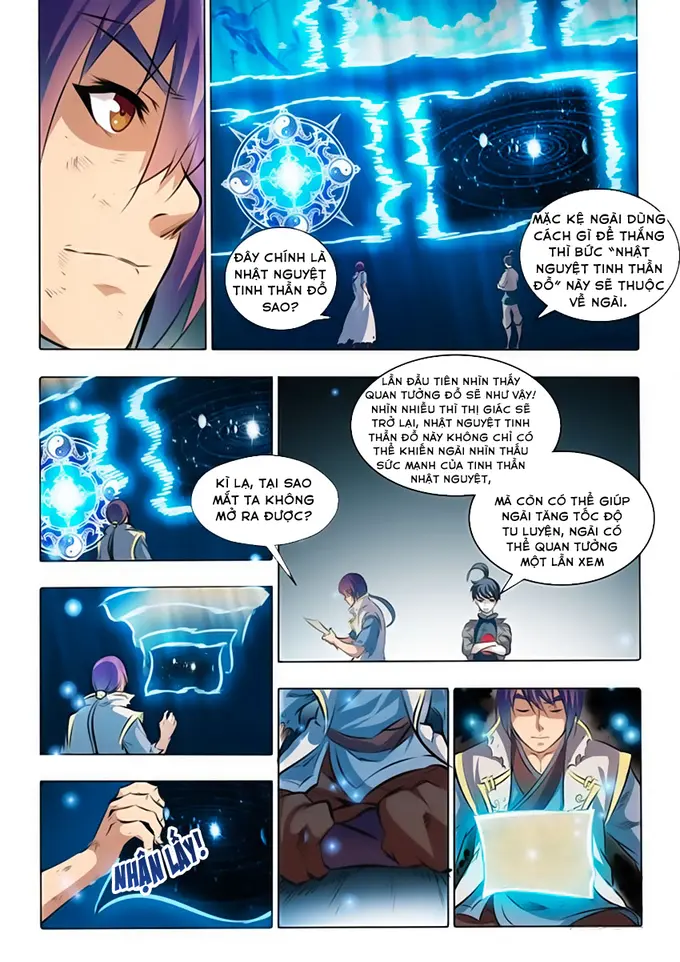 ĐÂY CHÍNH LÀ
NHẬT NGUYỆT
TINH THẦN ĐỒ
SAO?
MẶC KỆ NGÀI DÙNG
CÁCH GÌ ĐỂ THẮNG
THÌ BỨC "NHẬT
NGUYỆT TINH THẦN
ĐỒ" NÀY SẼ THUỘC
VỀ NGÀI.
KÌ LẠ, TẠI SAO
MẮT TA KHÔNG
MỞ RA ĐƯỢC?
LẦN ĐẦU TIÊN NHÌN THẤY
QUAN TƯỞNG ĐỒ SẼ NHƯ VẬY!
NHÌN NHIỀU THÌ THỊ GIÁC SẼ
TRỞ LẠI, NHẬT NGUYỆT TINH
THẦN ĐỒ NÀY KHÔNG CHỈ CÓ
THỂ KHIẾN NGÀI NHÌN THẤU
SỨC MẠNH CỦA TINH THẦN
NHẬT NGUYỆT,
MÀ CÒN CÓ THỂ GIÚP
NGÀI TĂNG TỐC ĐỘ
TU LUYỆN, NGÀI CÓ
THỂ QUAN TƯỞNG
MỘT LẦN XEM
NHẬN LẤY!